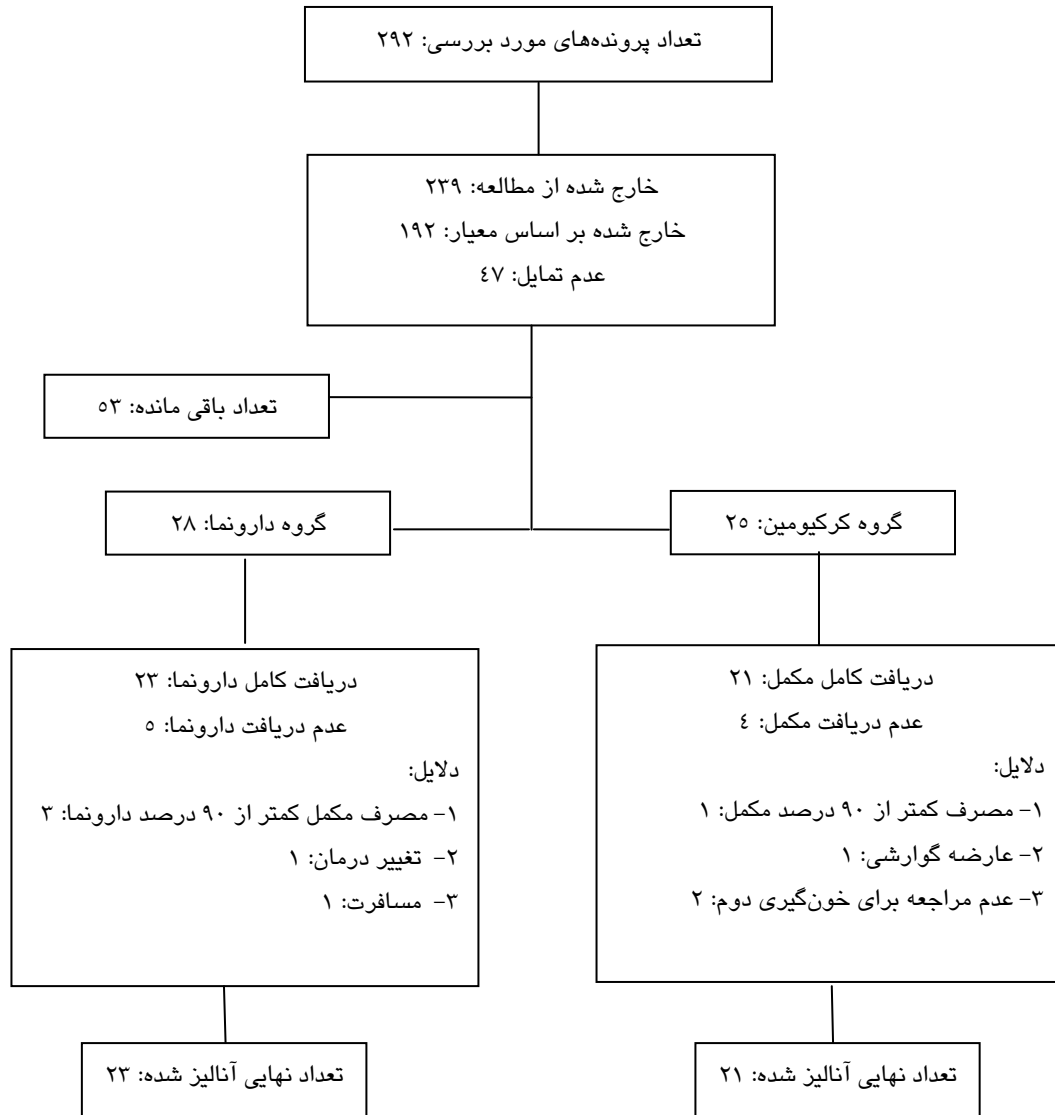 تعداد پرونده‌های مورد بررسی: ۲۹۲
خارج شده از مطالعه: ۲۳۹
خارج شده بر اساس معیار: ۱۹۲
عدم تمایل: ٤۷
تعداد باقی مانده: ٥۳
گروه کرکیومین: ۲٥
گروه دارونما: ۲۸
دریافت کامل مکمل: ۲۱
عدم دریافت مکمل: ٤
دلایل:
۱- مصرف کمتر از ۹۰ درصد مکمل: ۱
۲- عارضه گوارشی: ۱
۳- عدم مراجعه برای خون‌گیری دوم: ۲
دریافت کامل دارونما: ۲۳
عدم دریافت دارونما: ٥
دلایل:
۱- مصرف مکمل کمتر از ۹۰ درصد دارونما: ۳
۲- تغییر درمان: ۱
۳- مسافرت: ۱
تعداد نهایی آنالیز شده: ۲۱
تعداد نهایی آنالیز شده: ۲۳